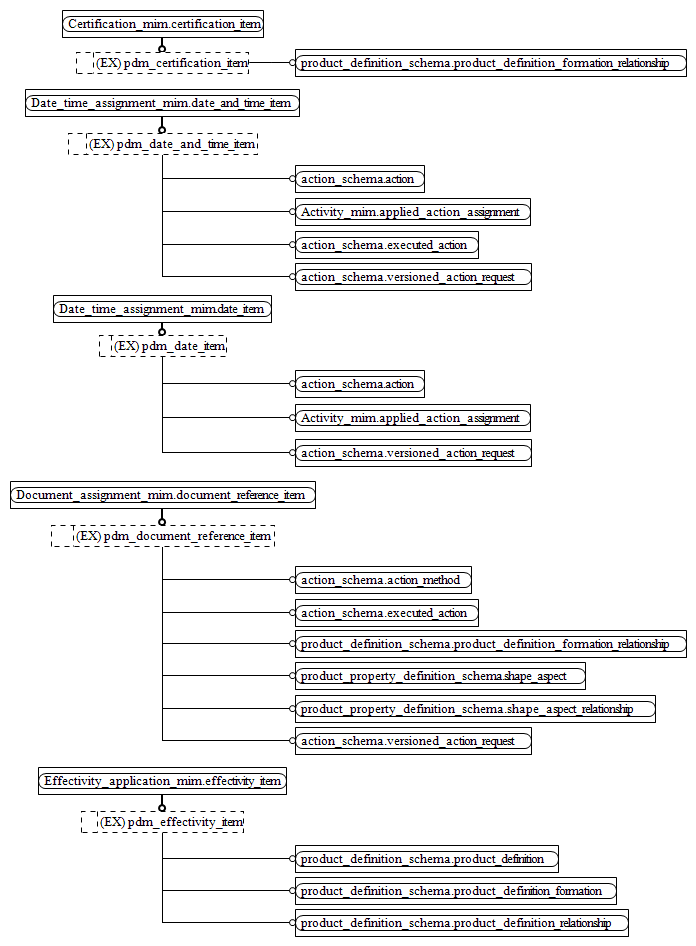 Certification_mim.certification_item
(EX) pdm_certification_item
product_definition_schema.product_definition_formation_relationship
Date_time_assignment_mim.date_and_time_item
(EX) pdm_date_and_time_item
action_schema.action
Activity_mim.applied_action_assignment
action_schema.executed_action
action_schema.versioned_action_request
Date_time_assignment_mim.date_item
(EX) pdm_date_item
action_schema.action
Activity_mim.applied_action_assignment
action_schema.versioned_action_request
Document_assignment_mim.document_reference_item
(EX) pdm_document_reference_item
action_schema.action_method
action_schema.executed_action
product_definition_schema.product_definition_formation_relationship
product_property_definition_schema.shape_aspect
product_property_definition_schema.shape_aspect_relationship
action_schema.versioned_action_request
Effectivity_application_mim.effectivity_item
(EX) pdm_effectivity_item
product_definition_schema.product_definition
product_definition_schema.product_definition_formation
product_definition_schema.product_definition_relationship